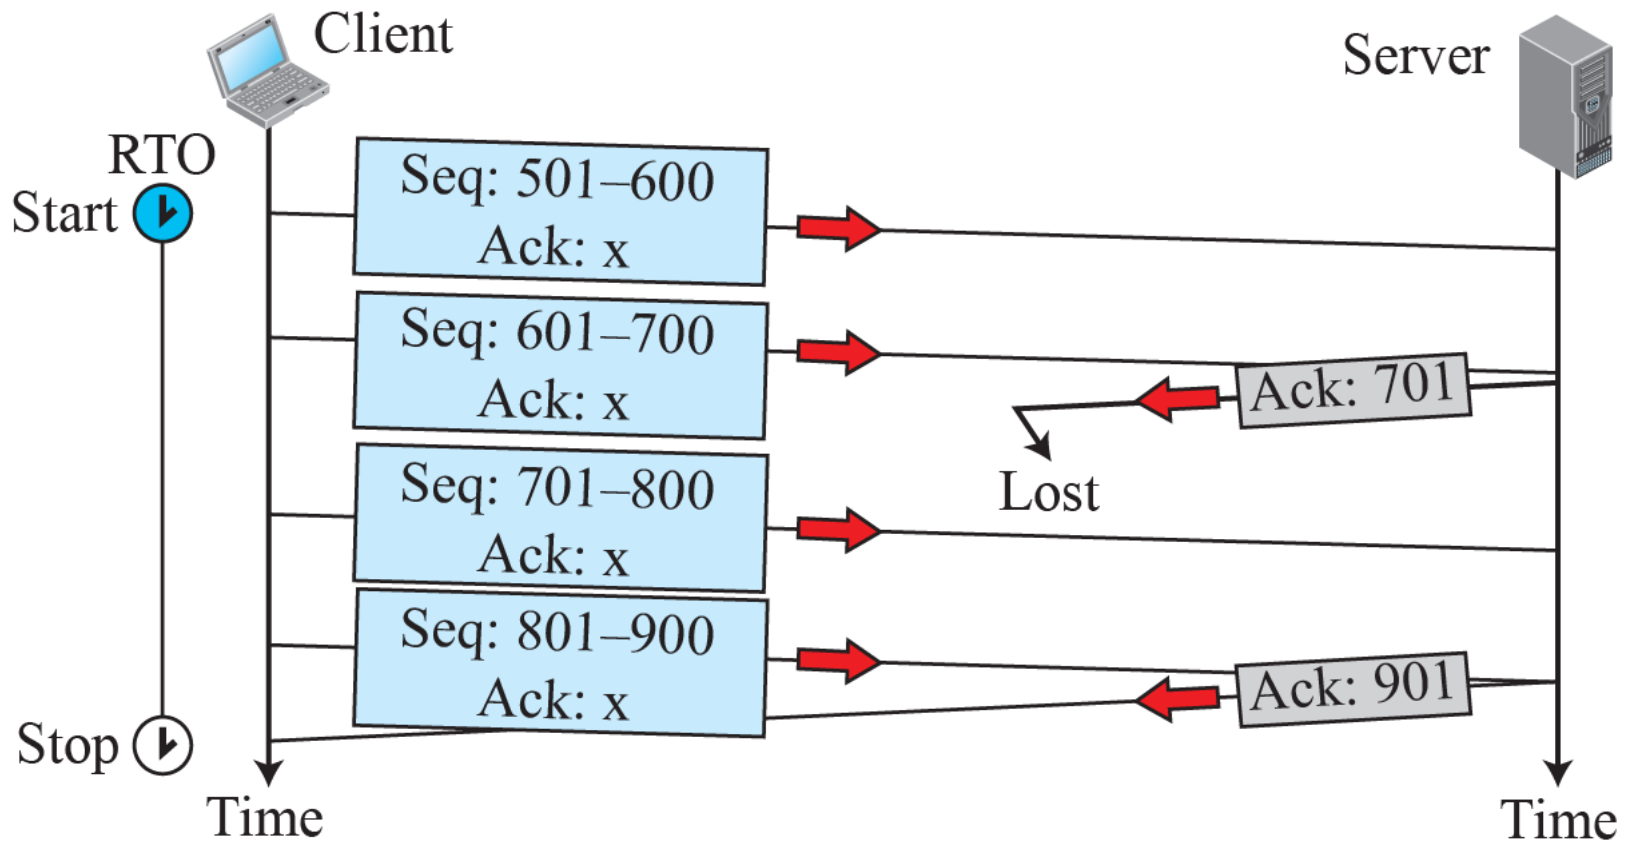 Client
Server
RTO
Start
Seq: 501–600
Ack: x
Seq: 601–700
Ack: x
Ack: 701
Lost
Seq: 701–800
Ack: x
Seq: 801–900
Ack: x
Ack: 901
Stop
Time
Time